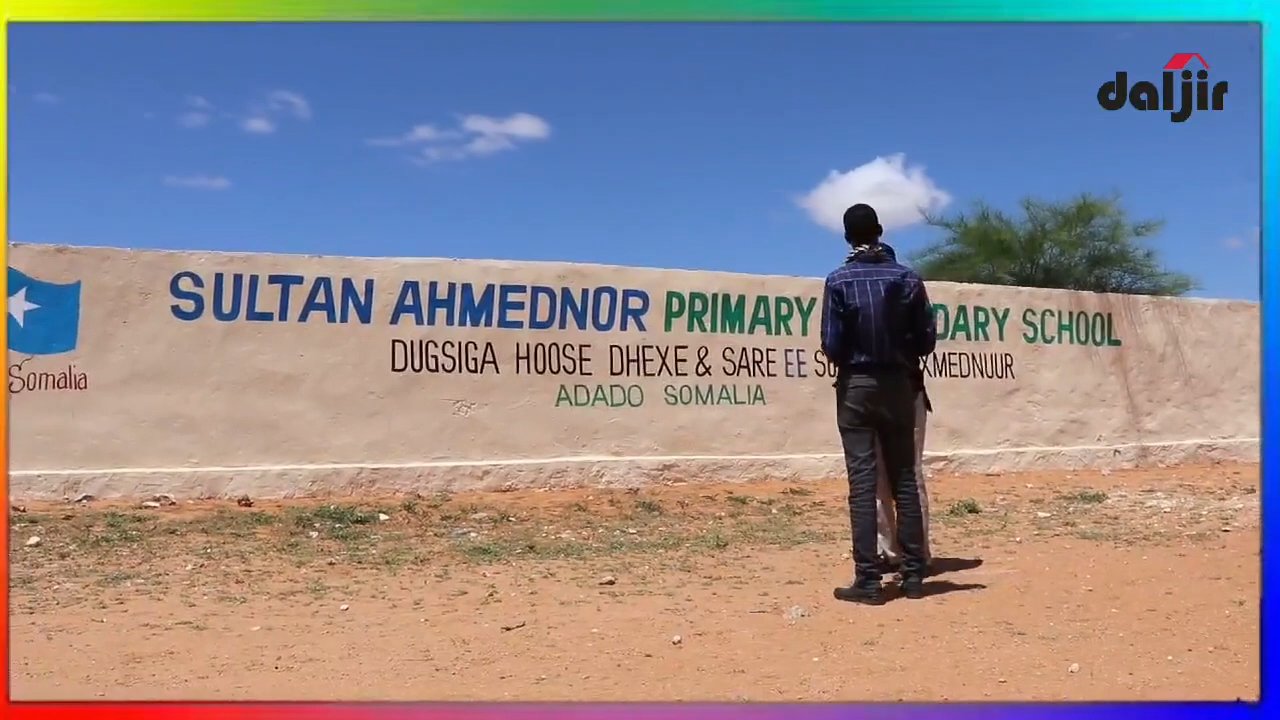 daljir
SULTAN AHMEDNOR PRIMARY DARY SCHOOL
DUGSIGA HOOSE DHEXE & SARE EE XMEDNUUR
ADADO SOMALIA
Somalia